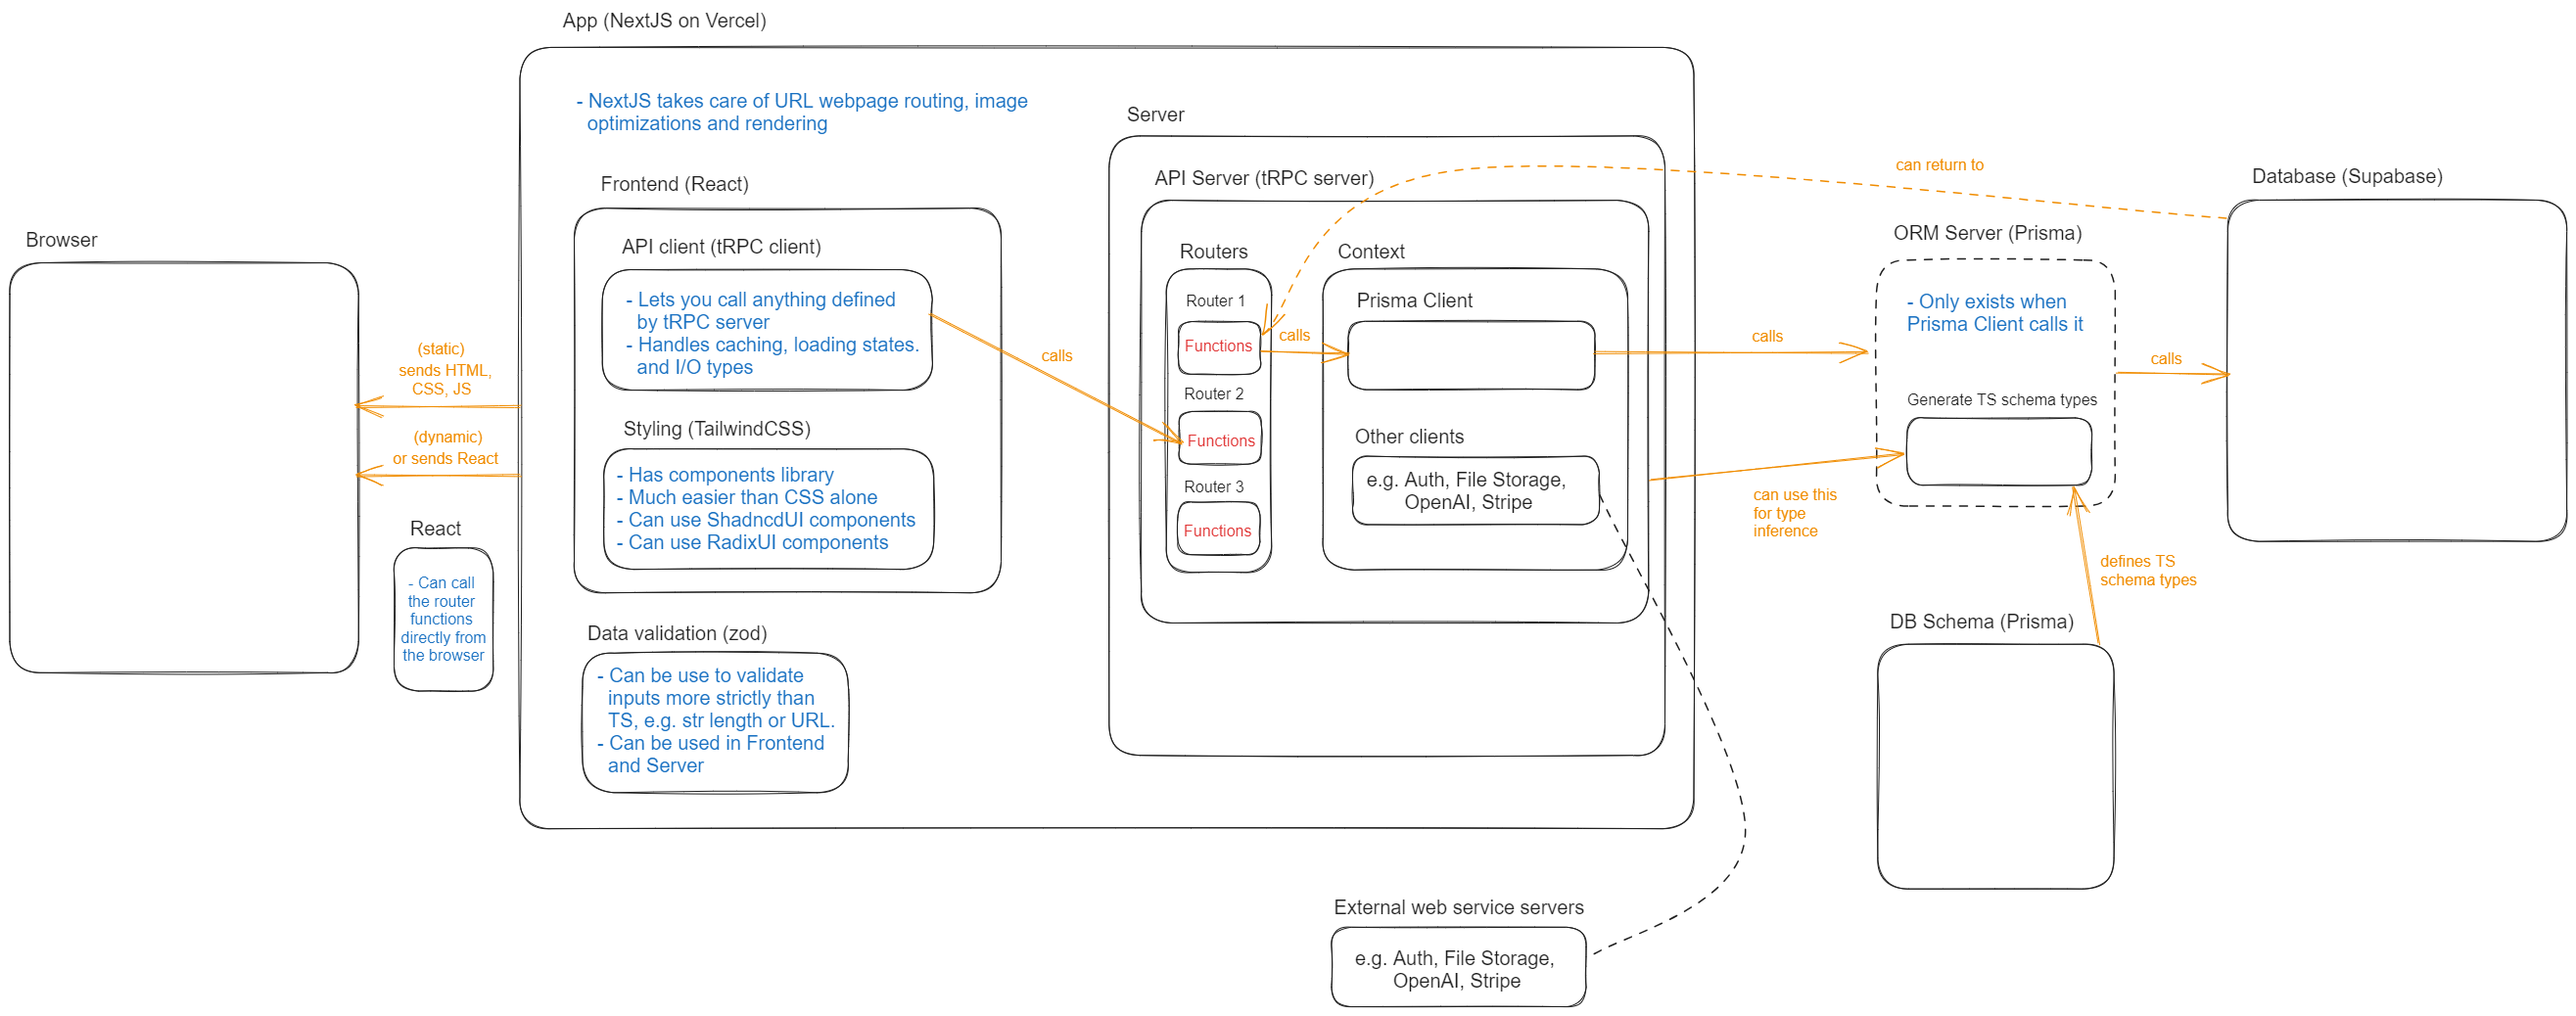 App (NextJS on Vercel)
- NextJS takes care of URL webpage routing, image
optimizations and rendering
Browser
(static)
sends HTML,
CSS, JS
(dynamic)
or sends React
React
- Can call
the router
functions
directly from
the browser
Frontend (React)
API client (tRPC client)
- Lets you call anything defined
by tRPC server
- Handles caching, loading states.
and I/O types
Styling (TailwindCSS)
- Has components library
- Much easier than CSS alone
- Can use ShadncdUI components
- Can use RadixUI components
Data validation (zod)
- Can be use to validate
inputs more strictly than
TS, e.g. str length or URL.
- Can be used in Frontend
and Server
calls
Server
API Server (tRPC server)
Routers
Router 1
Functions
Router 2
Functions
Router 3
Functions
calls
Context
Prisma Client
Other clients
e.g. Auth, File Storage,
OpenAI, Stripe
calls
can return to
can use this
for type
inference
ORM Server (Prisma)
- Only exists when
Prisma Client calls it
Generate TS schema types
calls
Database (Supabase)
defines TS
schema types
DB Schema (Prisma)
External web service servers
e.g. Auth, File Storage,
OpenAI, Stripe